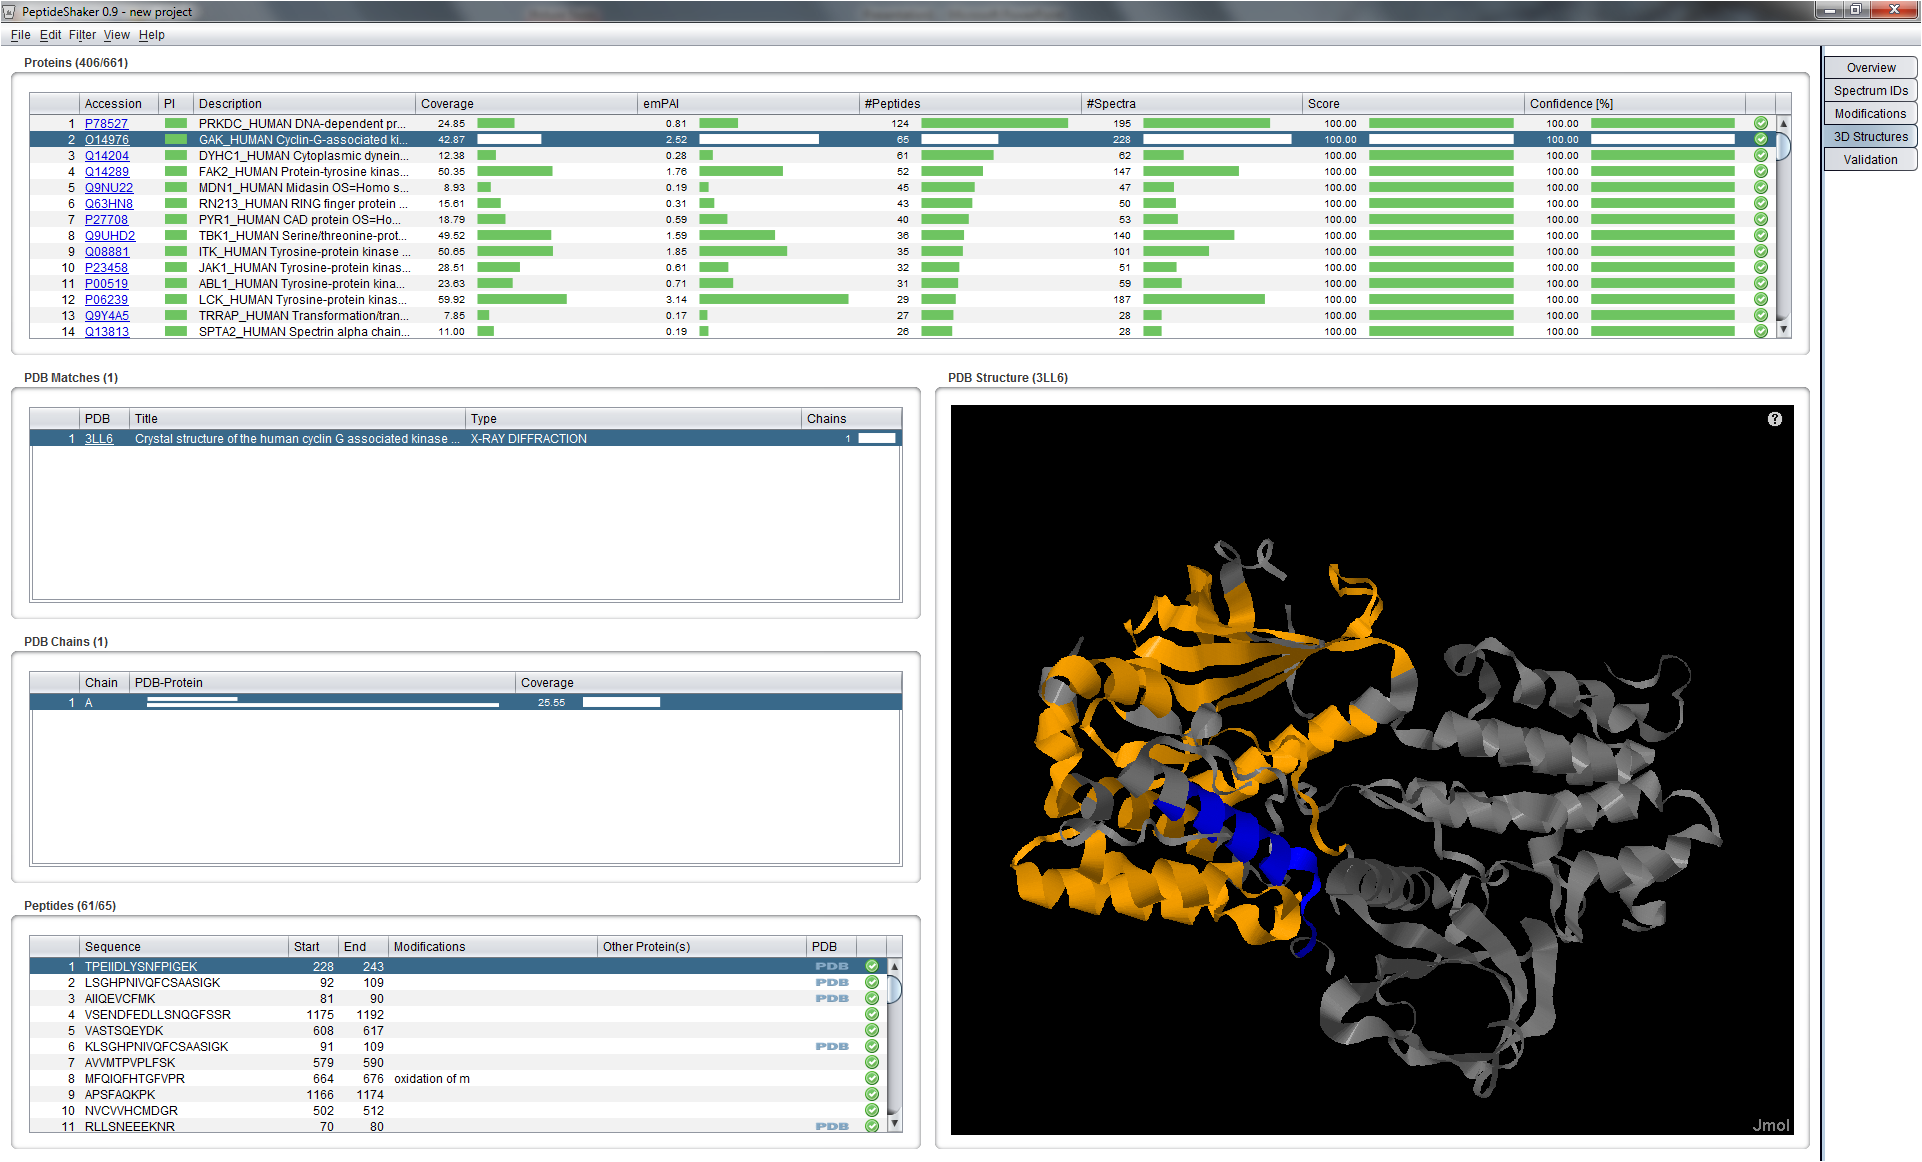 PeptideShaker 0.9 - new project
File Edit Filter View Help
Proteins (406/661)
Accession PI Description Coverage emPAI #Peptides #Spectra Score Confidence [%]
1 P78527 PRKDC_HUMAN DNA-dependent pr... 24.85 0.81 124 195 100.00 100.00
2 O14976 GAK_HUMAN Cyclin-G-associated ki... 42.87 2.52 65 228 100.00 100.00
3 Q14204 DYHC1_HUMAN Cytoplasmic dynein... 12.38 0.28 61 62 100.00 100.00
4 Q14289 FAK2_HUMAN Protein-tyrosine kinas... 50.35 1.76 52 147 100.00 100.00
5 Q9NU22 MDN1_HUMAN Midasin OS=Homo s... 8.93 0.19 45 47 100.00 100.00
6 Q63HN8 RN213_HUMAN RING finger protein ... 15.61 0.31 43 50 100.00 100.00
7 P27708 PYR1_HUMAN CAD protein OS=Ho... 18.79 0.59 40 53 100.00 100.00
8 Q9UHD2 TBK1_HUMAN Serine/threonine-prot... 49.52 1.59 36 140 100.00 100.00
9 Q08881 ITK_HUMAN Tyrosine-protein kinase ... 50.65 1.85 35 101 100.00 100.00
10 P23458 JAK1_HUMAN Tyrosine-protein kinas... 28.51 0.61 32 51 100.00 100.00
11 P00519 ABL1_HUMAN Tyrosine-protein kina... 23.63 0.71 31 59 100.00 100.00
12 P06239 LCK_HUMAN Tyrosine-protein kinas... 59.92 3.14 29 187 100.00 100.00
13 Q9Y4A5 TRRAP_HUMAN Transformation/tran... 7.85 0.17 27 28 100.00 100.00
14 Q13813 SPTA2_HUMAN Spectrin alpha chain... 11.00 0.19 26 28 100.00 100.00
Overview
Spectrum IDs
Modifications
3D Structures
Validation
PDB Matches (1)
PDB Title Type Chains
1 3LL6 Crystal structure of the human cyclin G associated kinase ... X-RAY DIFFRACTION 1
PDB Chains (1)
Chain PDB-Protein Coverage
1 A 25.55
Peptides (61/65)
Sequence Start End Modifications Other Protein(s) PDB
1 TPEIIDLYSNFPIGEK 228 243 PDB
2 LSGHPNIVQFCSAASIGK 92 109 PDB
3 AIIQEVCFMK 81 90 PDB
4 VSENDFEDLLSNQGFSSR 1175 1192
5 VASTSQEYDK 608 617
6 KLSGHPNIVQFCSAASIGK 91 109 PDB
7 AVVMTPVPLFSK 579 590
8 MFQIQFHTGFVPR 664 676 oxidation of m
9 APSFAQKPK 1166 1174
10 NVCVVHCMDGR 502 512
11 RLLSNEEEKNR 70 80 PDB
PDB Structure (3LL6)
?
Jmol